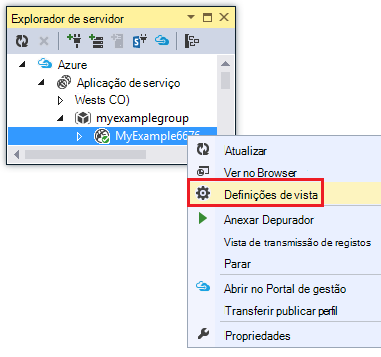 Explorador de servidor
Azure
Aplicação de serviço
Wests CO)
myexamplegroup
MyExample6676
Atualizar
Ver no Browser
Definições de vista
Anexar Depurador
Vista de transmissão de registos
Parar
Abrir no Portal de gestão
Transferir publicar perfil
Propriedades